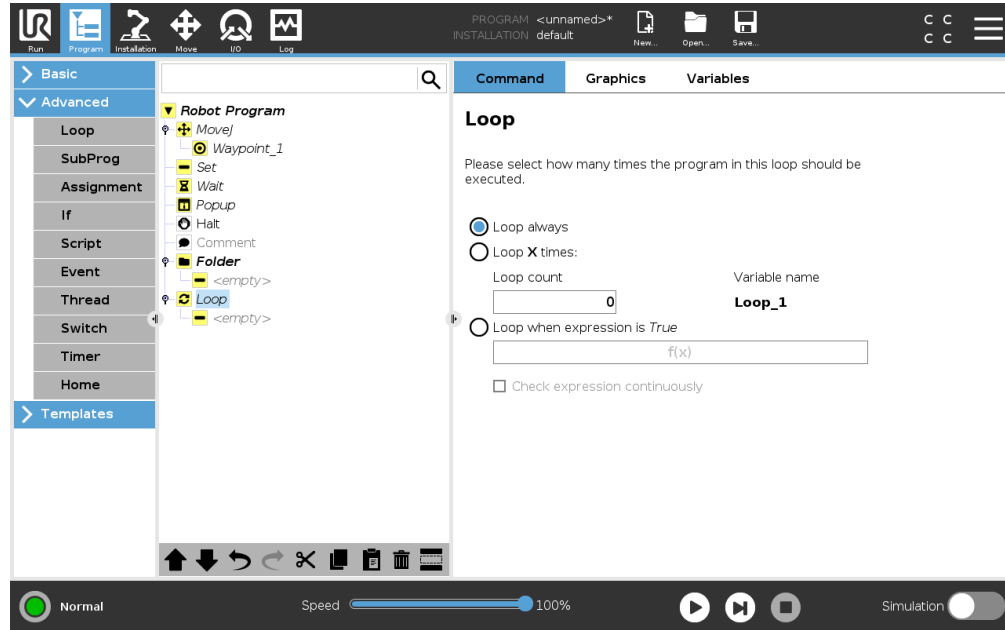 PROGRAM <unnamed>*
INSTALLATION default
UR
Run
Program
Installation
Move
I/O
Log
New...
Open...
Save...
C C
C C
Basic
Advanced
Loop
SubProg
Assignment
If
Script
Event
Thread
Switch
Timer
Home
Templates
Robot Program
MoveJ
Waypoint_1
Set
Wait
Popup
Halt
Comment
Folder
<empty>
Loop
<empty>
Command Graphics Variables
Loop
Please select how many times the program in this loop should be
executed.
Loop always
Loop X times:
Loop count Variable name
0 Loop_1
Loop when expression is True
f(x)
Check expression continuously
Normal
Speed 100%
Simulation